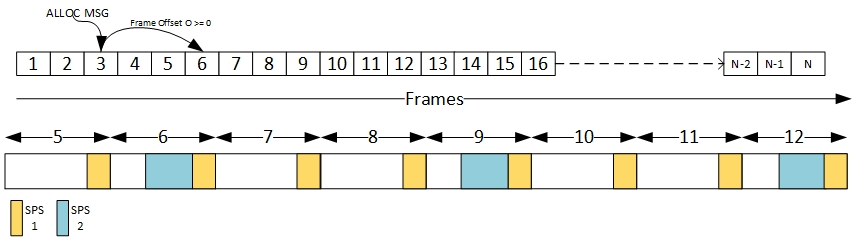 ALLOC MSG
Frame Offset O >= 0
1 2 3 4 5 6 7 8 9 10 11 12 13 14 15 16 N-2 N-1 N
Frames
5 6 7 8 9 10 11 12
SPS SPS
1 2